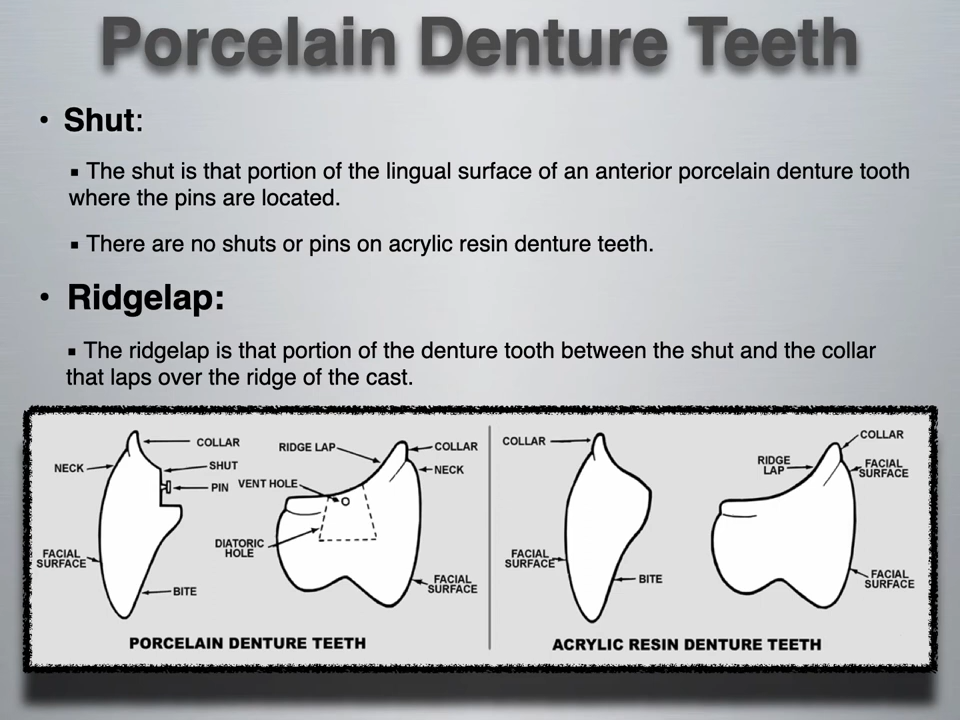 Porcelain Denture Teeth
• Shut:
▪ The shut is that portion of the lingual surface of an anterior porcelain denture tooth
where the pins are located.
▪ There are no shuts or pins on acrylic resin denture teeth.
• Ridgelap:
▪ The ridgelap is that portion of the denture tooth between the shut and the collar
that laps over the ridge of the cast.
COLLAR
NECK
SHUT
PIN
FACIAL
SURFACE
BITE
RIDGE LAP
COLLAR
NECK
VENT HOLE
DIATORIC
HOLE
FACIAL
SURFACE
PORCELAIN DENTURE TEETH
COLLAR
FACIAL
SURFACE
BITE
COLLAR
RIDGE
LAP
FACIAL
SURFACE
FACIAL
SURFACE
ACRYLIC RESIN DENTURE TEETH